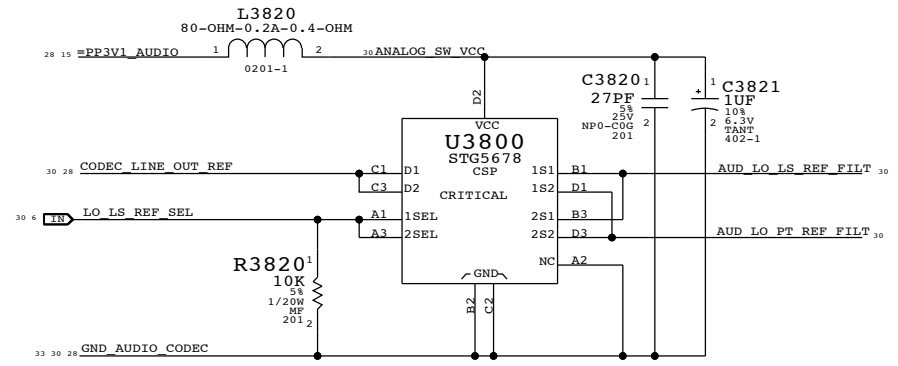 L3820
80-OHM-0.2A-0.4-OHM
28 15 =PP3V1_AUDIO 1 2 30 ANALOG_SW_VCC
0201-1
C3820 1
27PF
5%
25V
NP0-C0G
201
2
1 C3821
+ 1UF
10%
6.3V
TANT
402-1
2
D2
VCC
U3800
STG5678
CSP
CRITICAL
30 28 CODEC_LINE_OUT_REF C1 D1
C3 D2
30 6 IN LO_LS_REF_SEL A1 1SEL
A3 2SEL
1S1 B1 AUD_LO_LS_REF_FILT 30
1S2 D1
2S1 B3
2S2 D3 AUD_LO_PT_REF_FILT 30
NC A2
GND
B2 C2
R3820 1
10K
5%
1/20W
MF
201 2
33 30 28 GND_AUDIO_CODEC